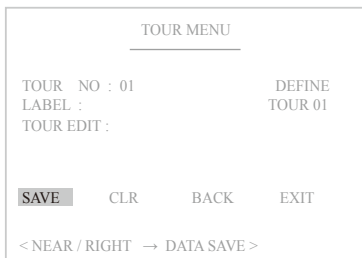 TOUR MENU
TOUR NO : 01 DEFINE
LABEL : TOUR 01
TOUR EDIT :
SAVE CLR BACK EXIT
< NEAR / RIGHT → DATA SAVE >